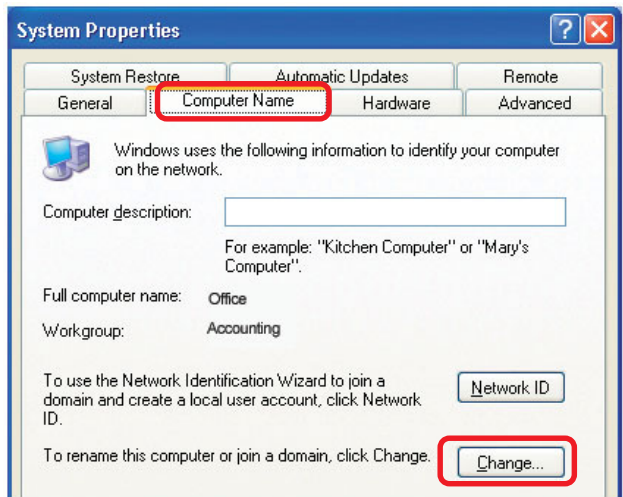 System Properties
System Restore Automatic Updates Remote
General Computer Name Hardware Advanced
Windows uses the following information to identify your computer
on the network.
Computer description:
For example: "Kitchen Computer" or "Mary's
Computer".
Full computer name: Office
Workgroup: Accounting
To use the Network Identification Wizard to join a
domain and create a local user account, click Network
ID.
Network ID
To rename this computer or join a domain, click Change.
Change...